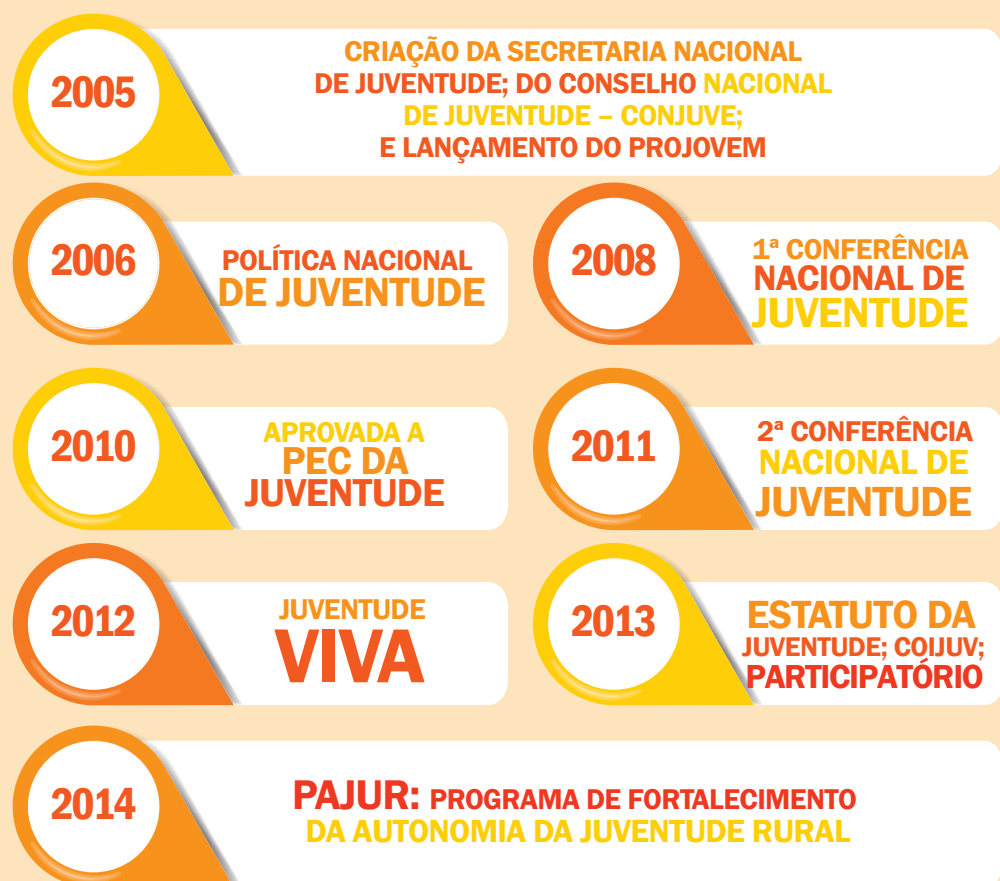 2005
CRIAÇÃO DA SECRETARIA NACIONAL
DE JUVENTUDE; DO CONSELHO NACIONAL
DE JUVENTUDE – CONJUVE;
E LANÇAMENTO DO PROJOVEM
2006
POLÍTICA NACIONAL
DE JUVENTUDE
2008
1ª CONFERÊNCIA
NACIONAL DE
JUVENTUDE
2010
APROVADA A
PEC DA
JUVENTUDE
2011
2ª CONFERÊNCIA
NACIONAL DE
JUVENTUDE
2012
JUVENTUDE
VIVA
2013
ESTATUTO DA
JUVENTUDE; COIJUV;
PARTICIPATÓRIO
2014
PAJUR: PROGRAMA DE FORTALECIMENTO
DA AUTONOMIA DA JUVENTUDE RURAL